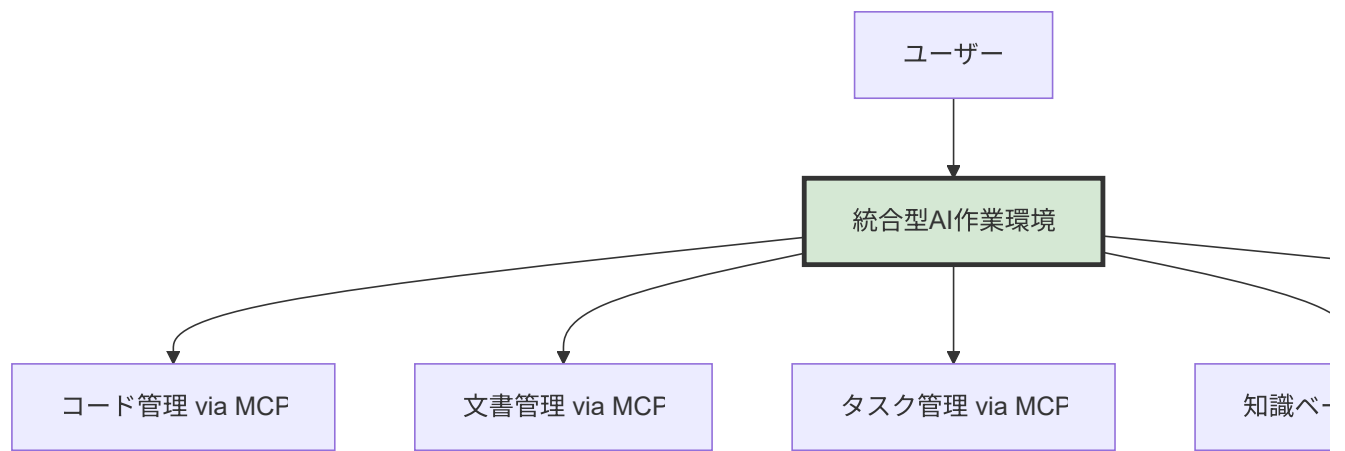 ユーザー
統合型AI作業環境
コード管理 via MCP
文書管理 via MCP
タスク管理 via MCP
知識ベー